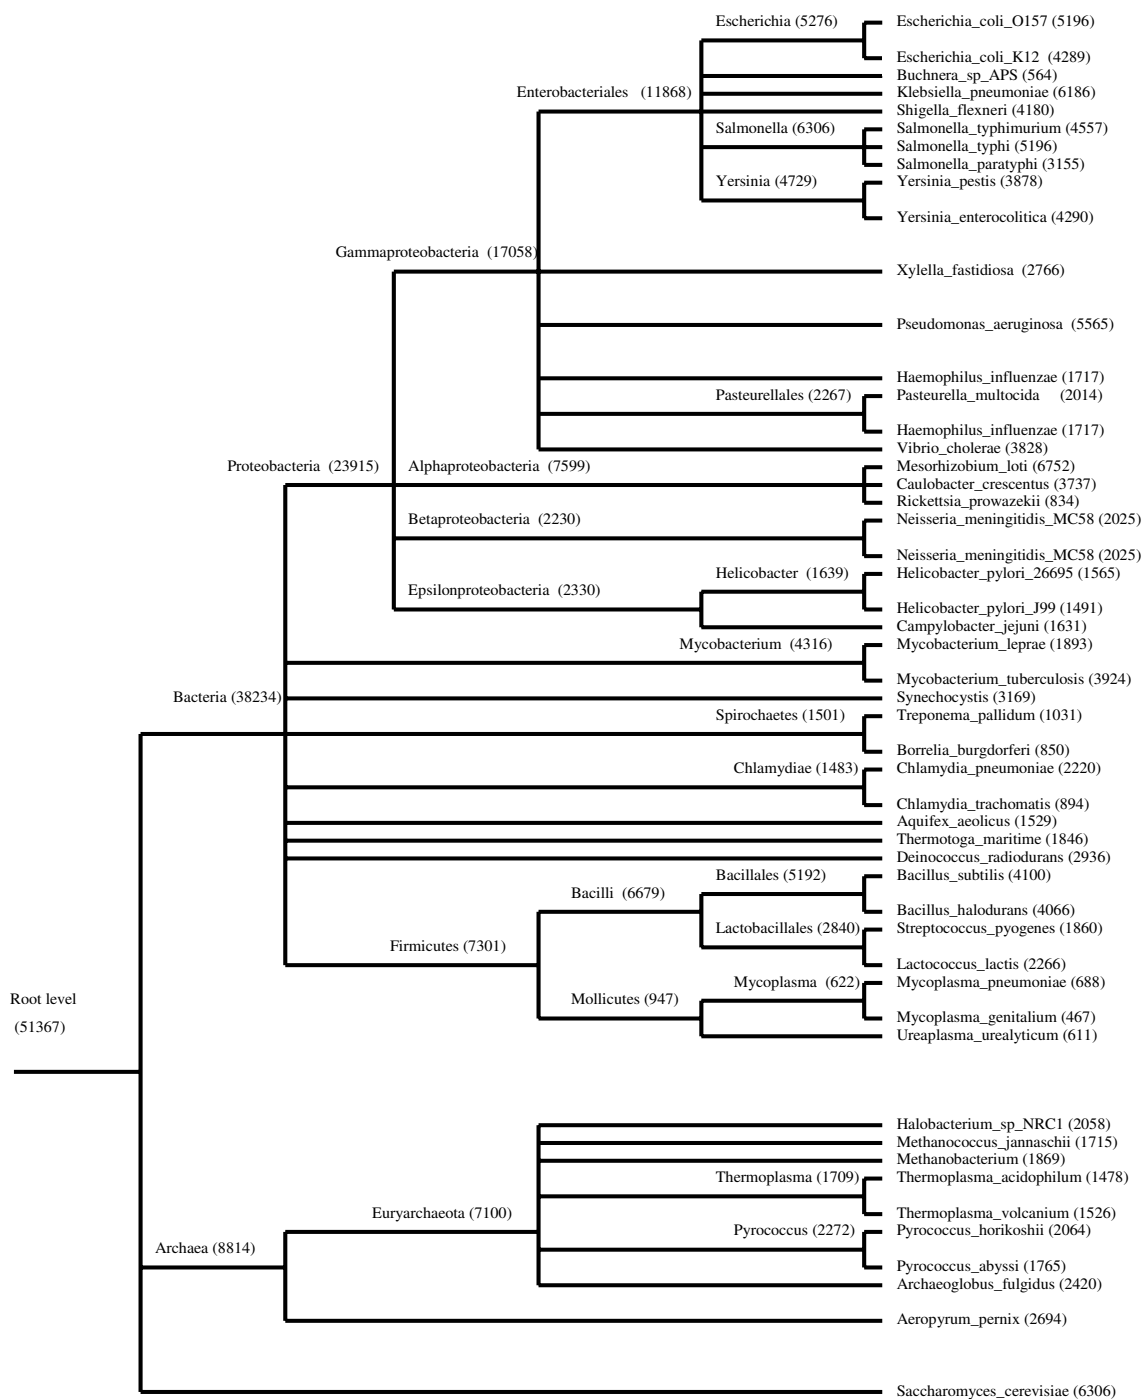 Escherichia (5276)
Escherichia_coli_O157 (5196)
Escherichia_coli_K12 (4289)
Buchnera_sp_APS (564)
Enterobacteriales (11868)
Klebsiella_pneumoniae (6186)
Shigella_flexneri (4180)
Salmonella (6306)
Salmonella_typhimurium (4557)
Salmonella_typhi (5196)
Salmonella_paratyphi (3155)
Yersinia (4729)
Yersinia_pestis (3878)
Yersinia_enterocolitica (4290)
Gammaproteobacteria (17058)
Xylella_fastidiosa (2766)
Pseudomonas_aeruginosa (5565)
Haemophilus_influenzae (1717)
Pasteurellales (2267)
Pasteurella_multocida (2014)
Haemophilus_influenzae (1717)
Vibrio_cholerae (3828)
Proteobacteria (23915)
Alphaproteobacteria (7599)
Mesorhizobium_loti (6752)
Caulobacter_crescentus (3737)
Rickettsia_prowazekii (834)
Betaproteobacteria (2230)
Neisseria_meningitidis_MC58 (2025)
Neisseria_meningitidis_MC58 (2025)
Helicobacter (1639)
Helicobacter_pylori_26695 (1565)
Epsilonproteobacteria (2330)
Helicobacter_pylori_J99 (1491)
Campylobacter_jejuni (1631)
Mycobacterium (4316)
Mycobacterium_leprae (1893)
Mycobacterium_tuberculosis (3924)
Bacteria (38234)
Synechocystis (3169)
Spirochaetes (1501)
Treponema_pallidum (1031)
Borrelia_burgdorferi (850)
Chlamydiae (1483)
Chlamydia_pneumoniae (2220)
Chlamydia_trachomatis (894)
Aquifex_aeolicus (1529)
Thermotoga_maritime (1846)
Deinococcus_radiodurans (2936)
Bacillales (5192)
Bacillus_subtilis (4100)
Bacilli (6679)
Bacillus_halodurans (4066)
Lactobacillales (2840)
Streptococcus_pyogenes (1860)
Firmicutes (7301)
Lactococcus_lactis (2266)
Mycoplasma (622)
Mycoplasma_pneumoniae (688)
Mollicutes (947)
Mycoplasma_genitalium (467)
Ureaplasma_urealyticum (611)
Root level
(51367)
Halobacterium_sp_NRC1 (2058)
Methanococcus_jannaschii (1715)
Methanobacterium (1869)
Thermoplasma (1709)
Thermoplasma_acidophilum (1478)
Thermoplasma_volcanium (1526)
Euryarchaeota (7100)
Pyrococcus (2272)
Pyrococcus_horikoshii (2064)
Archaea (8814)
Pyrococcus_abyssi (1765)
Archaeoglobus_fulgidus (2420)
Aeropyrum_pernix (2694)
Saccharomyces_cerevisiae (6306)